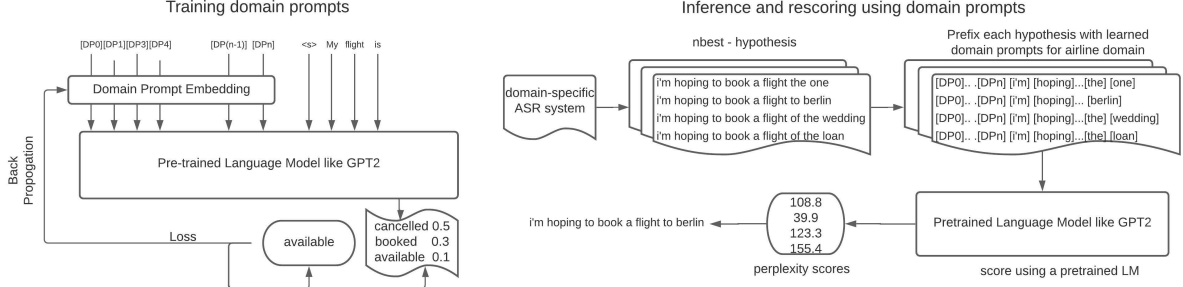 Training domain prompts
[DP0][DP1][DP3][DP4] [DP(n-1)] [DPn] <s> My flight is
Domain Prompt Embedding
Pre-trained Language Model like GPT2
Back
Propogation
cancelled 0.5
booked 0.3
available 0.1
available
Loss
Inference and rescoring using domain prompts
nbest - hypothesis
Prefix each hypothesis with learned
domain prompts for airline domain
domain-specific
ASR system
i'm hoping to book a flight the one
i'm hoping to book a flight to berlin
i'm hoping to book a flight of the wedding
i'm hoping to book a flight of the loan
[DP0].. .[DPn] [i'm] [hoping]...[the] [one]
[DP0].. .[DPn] [i'm] [hoping]... [berlin]
[DP0].. .[DPn] [i'm] [hoping]...[the] [wedding]
[DP0].. .[DPn] [i'm] [hoping]...[the] [loan]
Pretrained Language Model like GPT2
score using a pretrained LM
108.8
39.9
123.3
155.4
perplexity scores
i'm hoping to book a flight to berlin